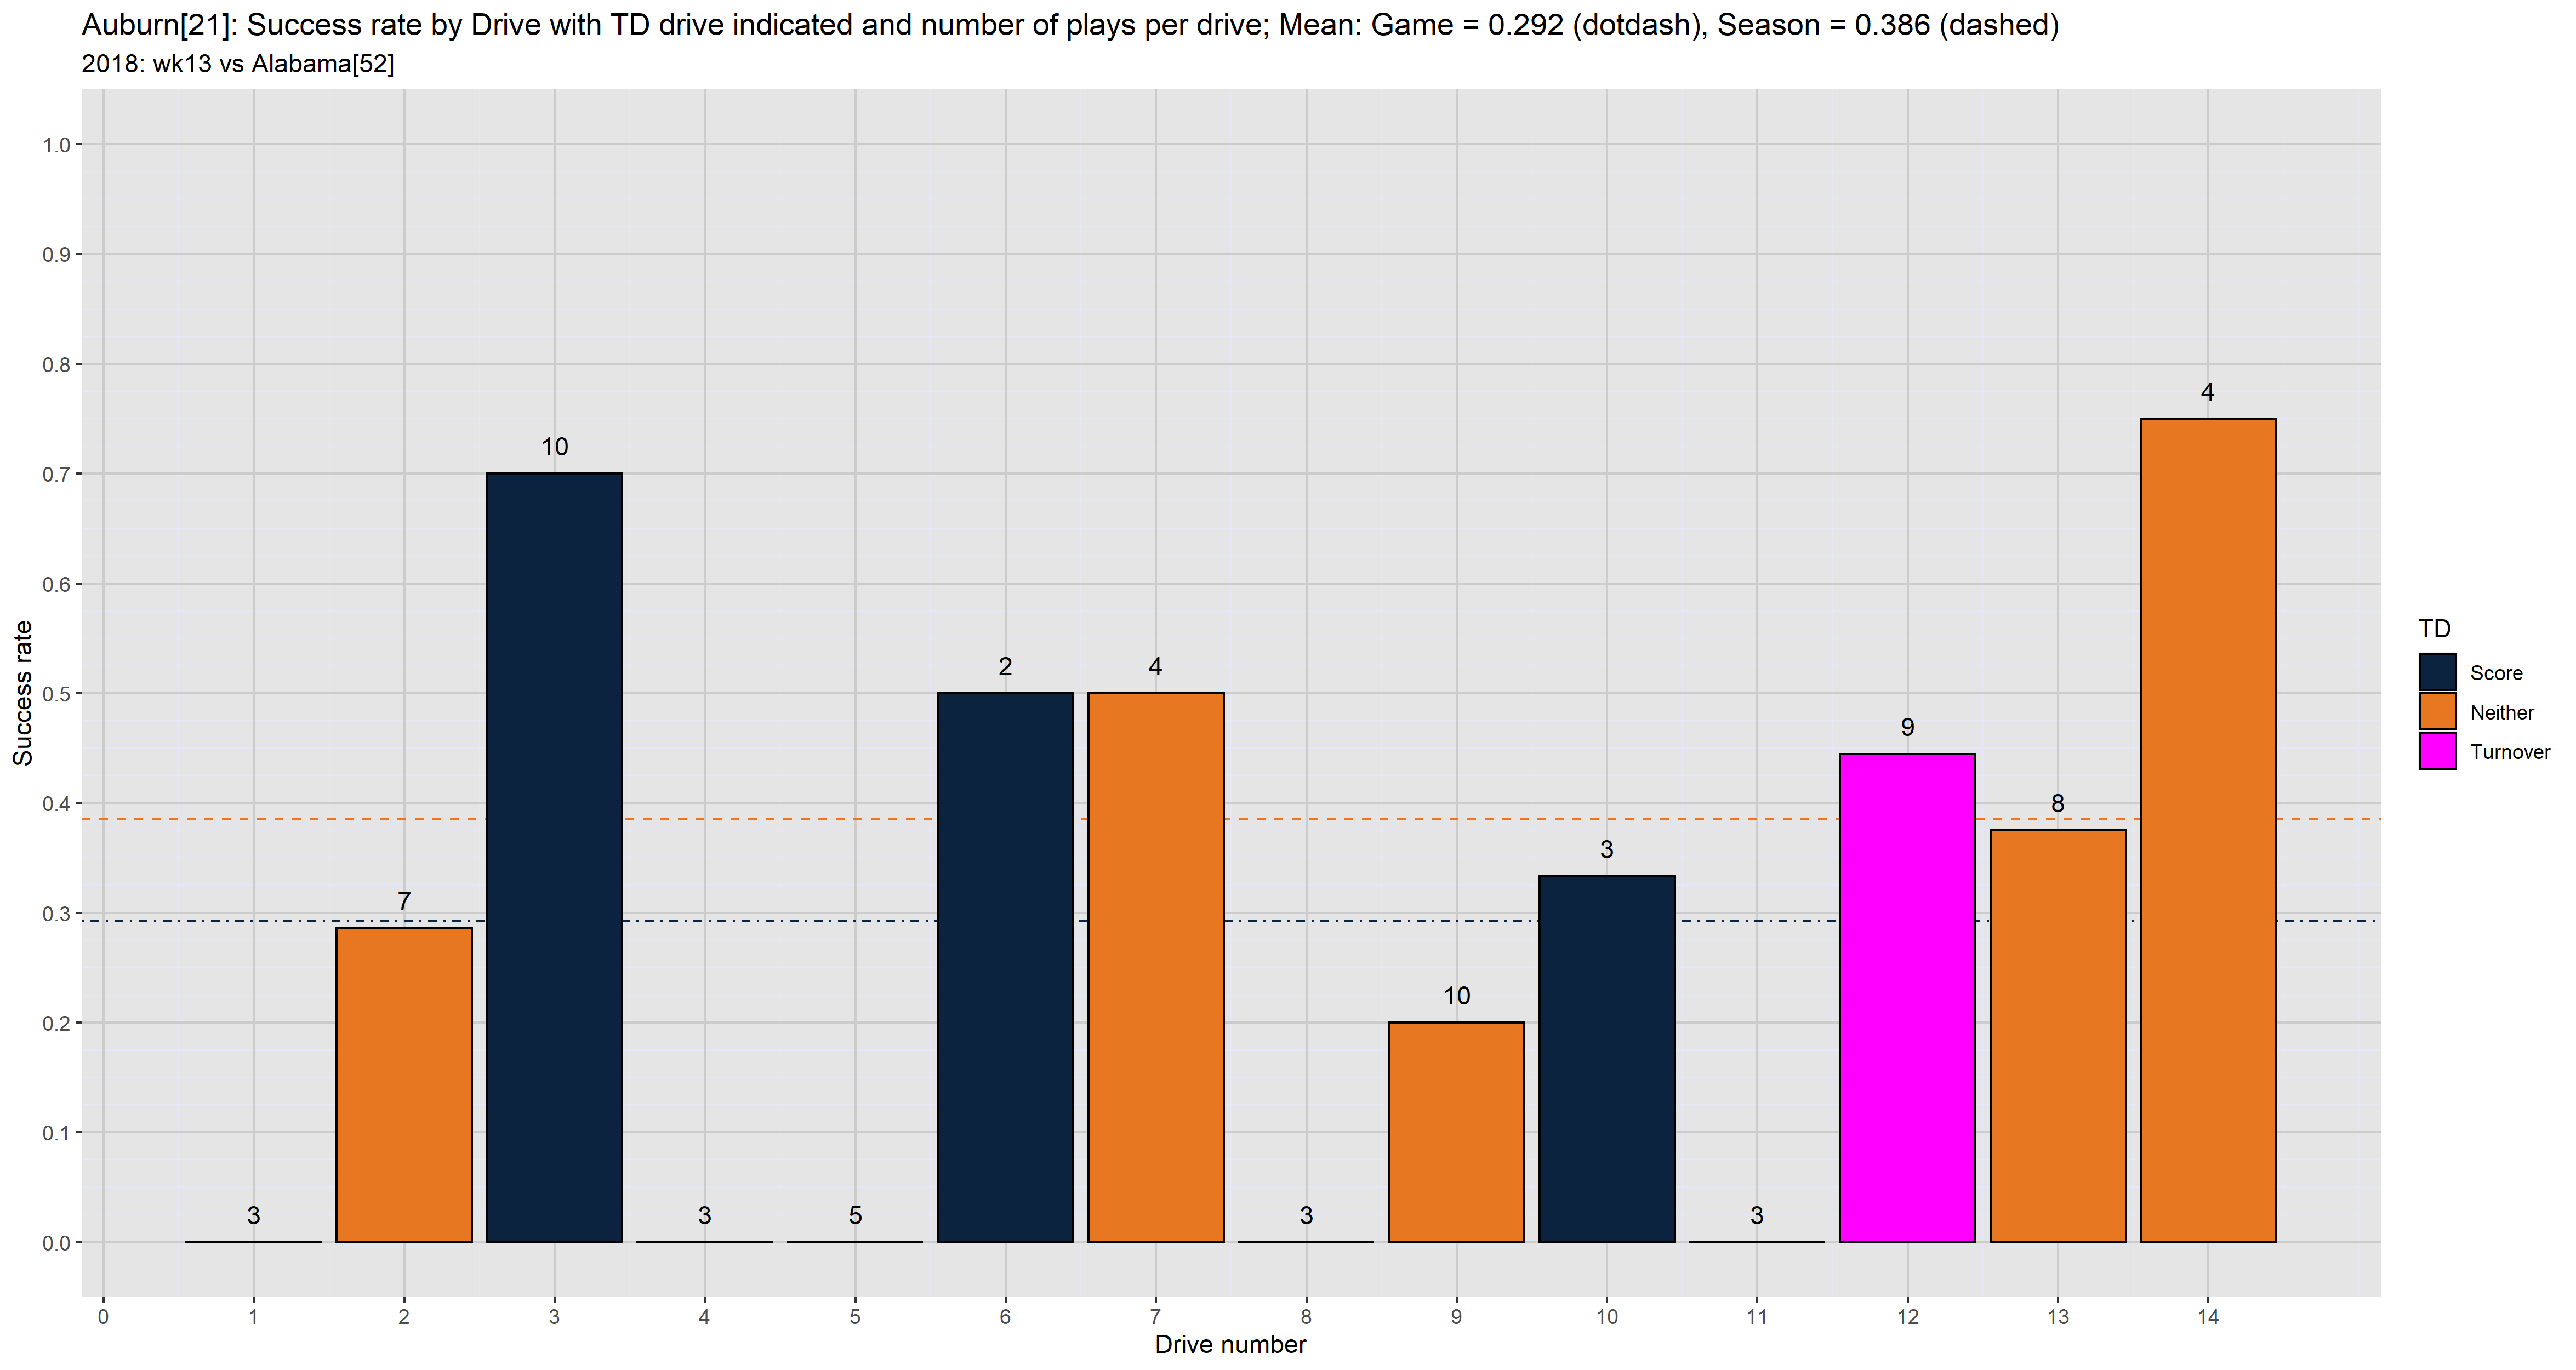 Auburn[21]: Success rate by Drive with TD drive indicated and number of plays per drive; Mean: Game = 0.292 (dotdash), Season = 0.386 (dashed)
2018: wk13 vs Alabama[52]
Success rate
1.0
0.9
0.8
0.7
0.6
0.5
0.4
0.3
0.2
0.1
0.0
3
7
10
3
5
2
4
3
10
3
3
9
8
4
0 1 2 3 4 5 6 7 8 9 10 11 12 13 14
Drive number
TD
Score
Neither
Turnover